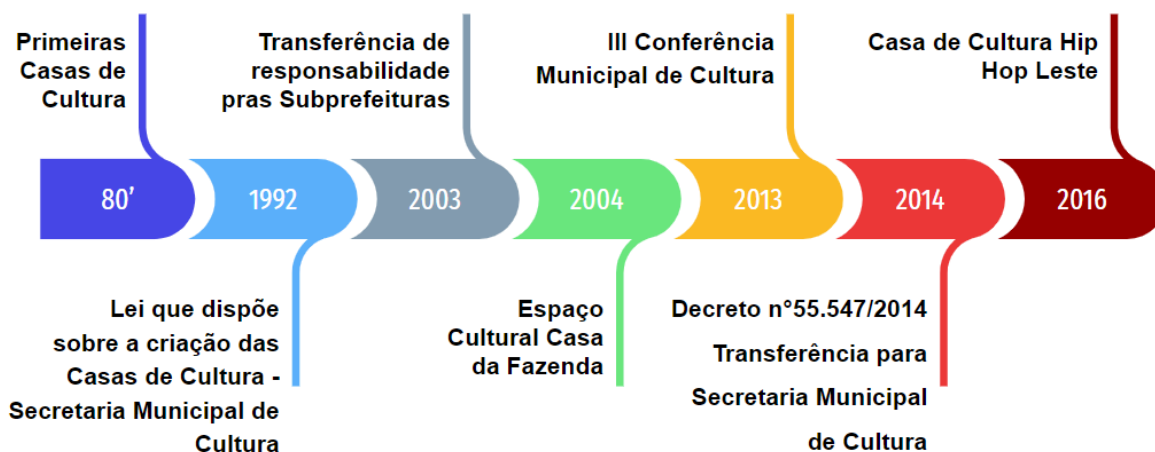 Primeiras
Casas de
Cultura
Transferência de
responsabilidade
pras Subprefeituras
III Conferência
Municipal de Cultura
Casa de Cultura Hip
Hop Leste
80’
1992
2003
2004
2013
2014
2016
Lei que dispõe
sobre a criação das
Casas de Cultura -
Secretaria Municipal de
Cultura
Espaço
Cultural Casa
da Fazenda
Decreto n°55.547/2014
Transferência para
Secretaria Municipal
de Cultura